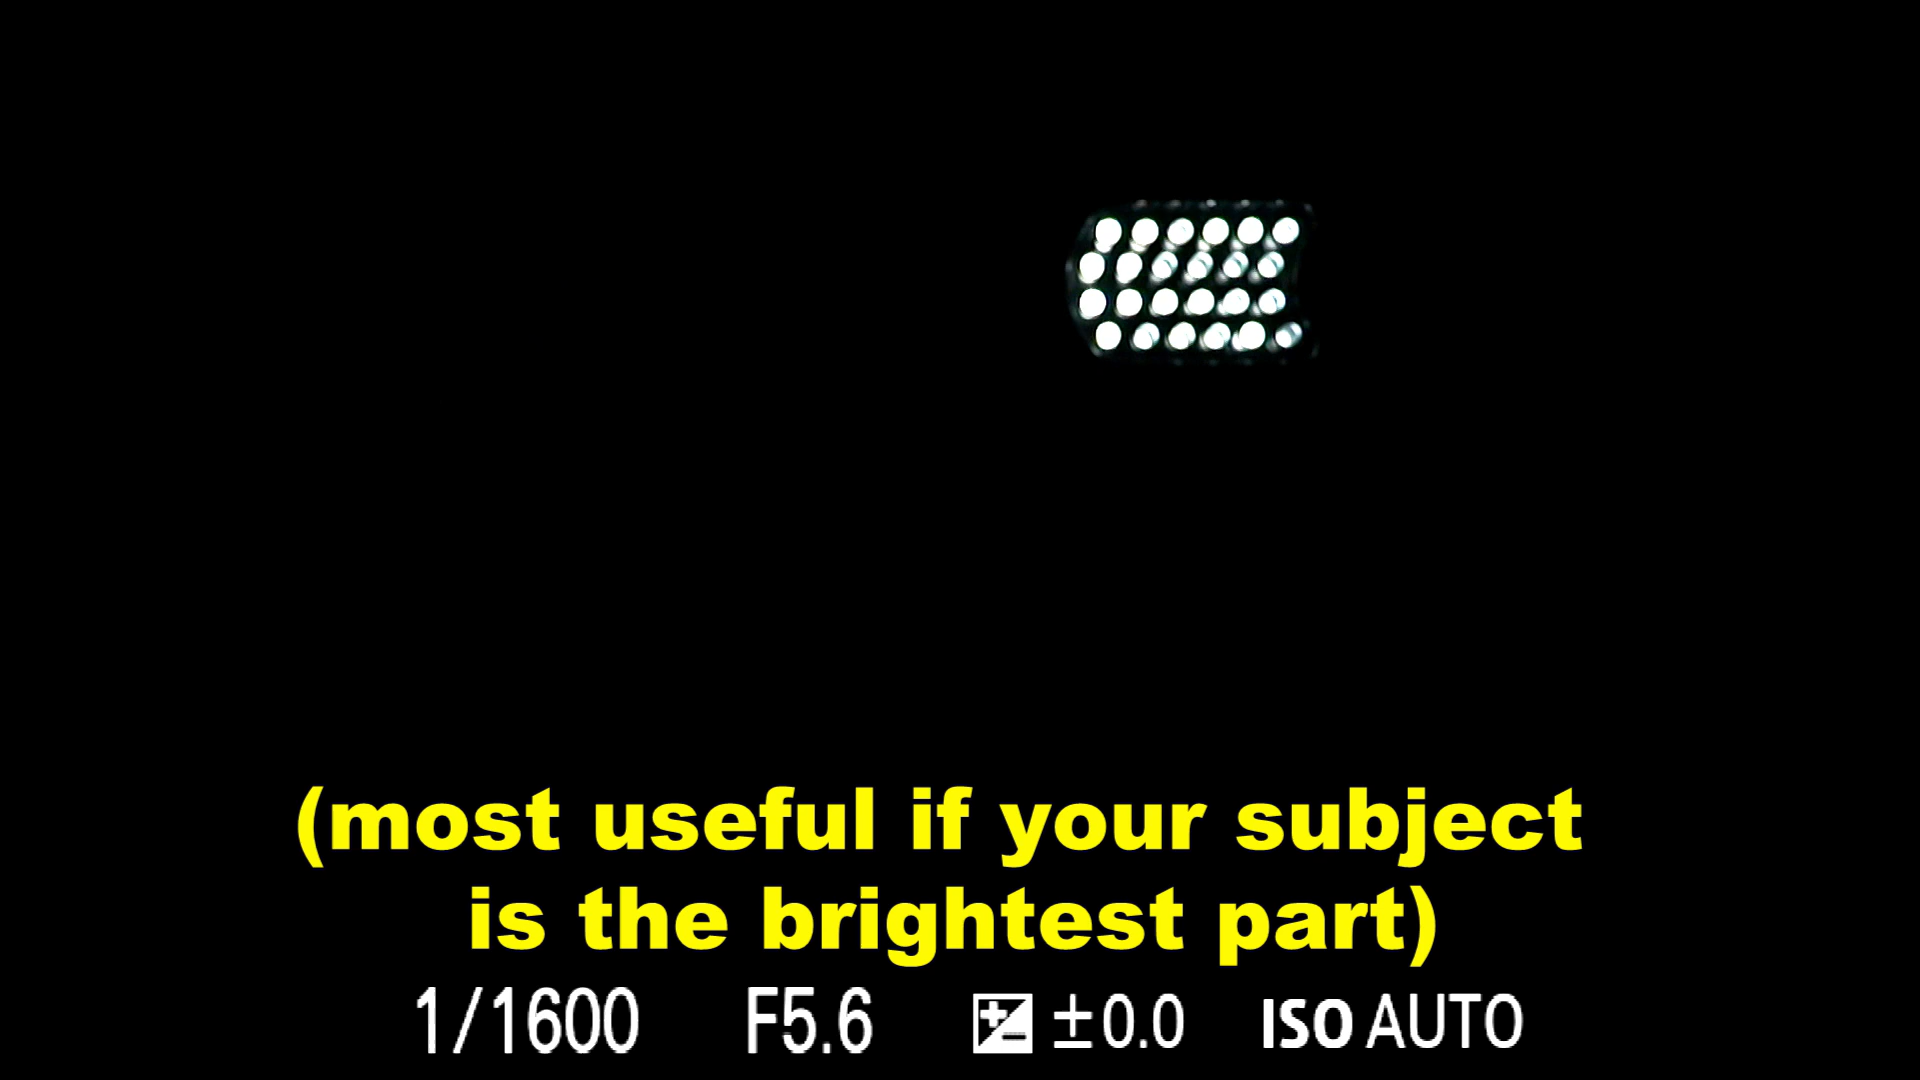 (most useful if your subject
is the brightest part)
1/1600 F5.6 ±0.0 ISO AUTO